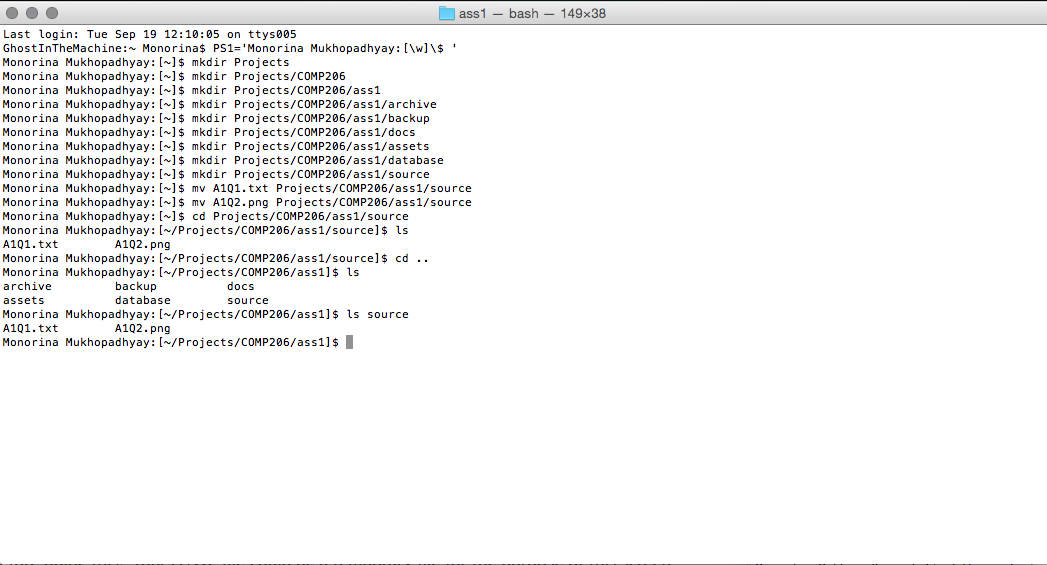 ass1 — bash — 149×38
Last login: Tue Sep 19 12:10:05 on ttys005
GhostInTheMachine:~ Monorina$ PS1='Monorina Mukhopadhyay:[\w]\$ '
Monorina Mukhopadhyay:[~]$ mkdir Projects
Monorina Mukhopadhyay:[~]$ mkdir Projects/COMP206
Monorina Mukhopadhyay:[~]$ mkdir Projects/COMP206/ass1
Monorina Mukhopadhyay:[~]$ mkdir Projects/COMP206/ass1/archive
Monorina Mukhopadhyay:[~]$ mkdir Projects/COMP206/ass1/backup
Monorina Mukhopadhyay:[~]$ mkdir Projects/COMP206/ass1/docs
Monorina Mukhopadhyay:[~]$ mkdir Projects/COMP206/ass1/assets
Monorina Mukhopadhyay:[~]$ mkdir Projects/COMP206/ass1/database
Monorina Mukhopadhyay:[~]$ mkdir Projects/COMP206/ass1/source
Monorina Mukhopadhyay:[~]$ mv A1Q1.txt Projects/COMP206/ass1/source
Monorina Mukhopadhyay:[~]$ mv A1Q2.png Projects/COMP206/ass1/source
Monorina Mukhopadhyay:[~]$ cd Projects/COMP206/ass1/source
Monorina Mukhopadhyay:[~/Projects/COMP206/ass1/source]$ ls
A1Q1.txt        A1Q2.png
Monorina Mukhopadhyay:[~/Projects/COMP206/ass1/source]$ cd ..
Monorina Mukhopadhyay:[~/Projects/COMP206/ass1]$ ls
archive         backup          docs
assets          database        source
Monorina Mukhopadhyay:[~/Projects/COMP206/ass1]$ ls source
A1Q1.txt        A1Q2.png
Monorina Mukhopadhyay:[~/Projects/COMP206/ass1]$